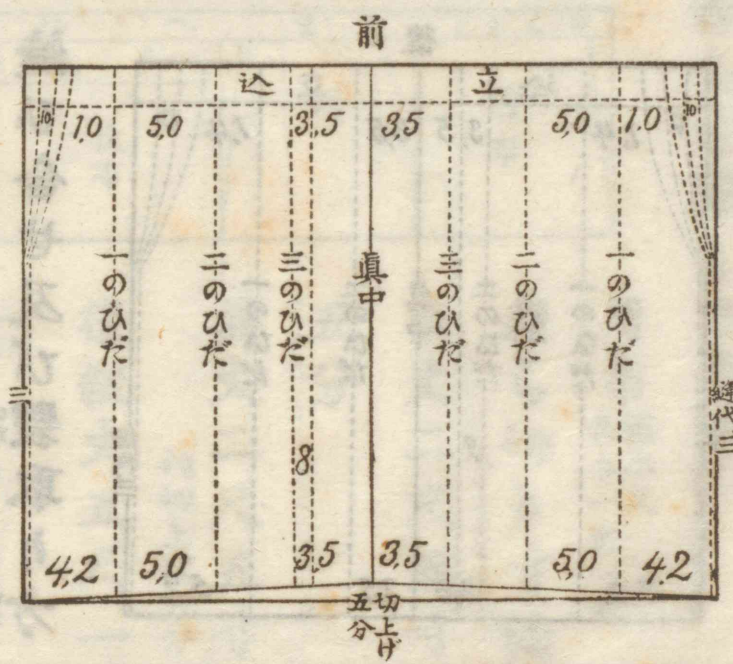 前
立込
10 1,0 5,0 3,5 3,5 5,0 1,0 10
一のひだ 二のひだ 三のひだ 眞中 三のひだ 二のひだ 一のひだ
三
縫代三
8
4,2 5,0 3,5 3,5 5,0 4,2
切上げ
五分